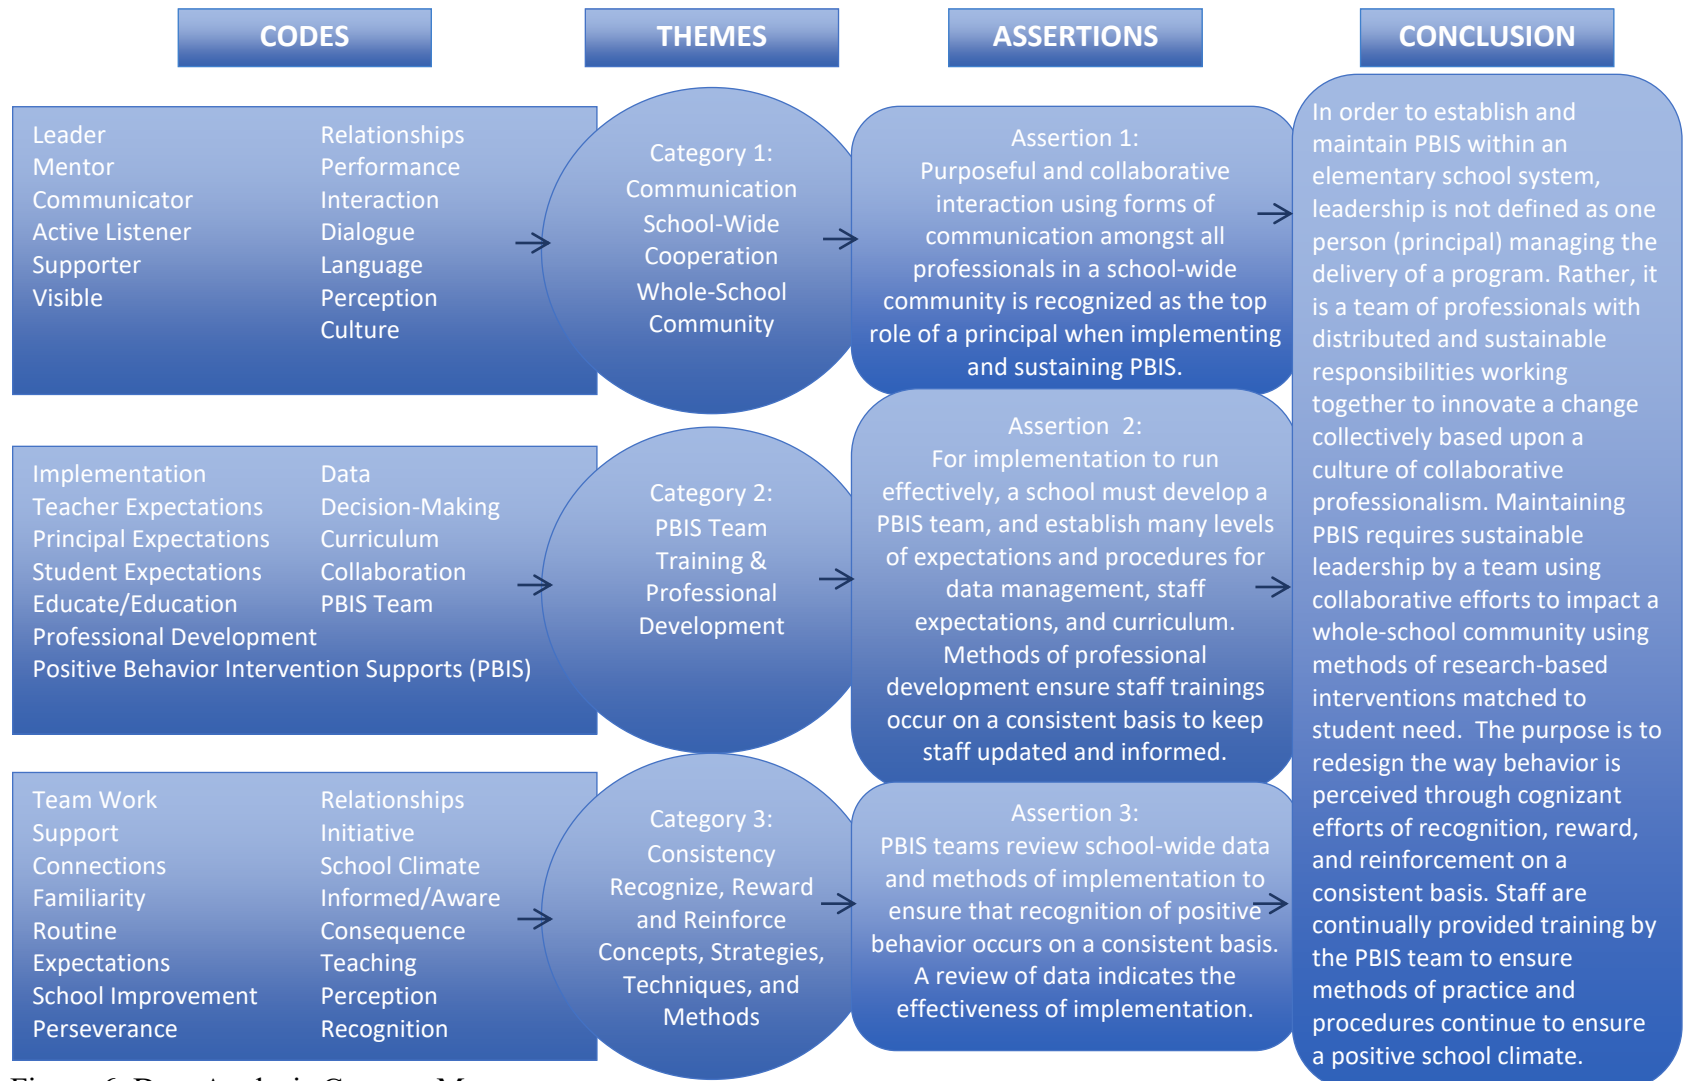 CODES
THEMES
ASSERTIONS
CONCLUSION
Leader
Mentor
Communicator
Active Listener
Supporter
Visible
Relationships
Performance
Interaction
Dialogue
Language
Perception
Culture
Category 1:
Communication
School-Wide
Cooperation
Whole-School
Community
Assertion 1:
Purposeful and collaborative
interaction using forms of
communication amongst all
professionals in a school-wide
community is recognized as the top
role of a principal when implementing
and sustaining PBIS.
Implementation
Teacher Expectations
Principal Expectations
Student Expectations
Educate/Education
Professional Development
Positive Behavior Intervention Supports (PBIS)
Data
Decision-Making
Curriculum
Collaboration
PBIS Team
Category 2:
PBIS Team
Training &
Professional
Development
Assertion 2:
For implementation to run
effectively, a school must develop a
PBIS team, and establish many levels
of expectations and procedures for
data management, staff
expectations, and curriculum.
Methods of professional
development ensure staff trainings
occur on a consistent basis to keep
staff updated and informed.
Team Work
Support
Connections
Familiarity
Routine
Expectations
School Improvement
Perseverance
Relationships
Initiative
School Climate
Informed/Aware
Consequence
Teaching
Perception
Recognition
Category 3:
Consistency
Recognize, Reward
and Reinforce
Concepts, Strategies,
Techniques, and
Methods
Assertion 3:
PBIS teams review school-wide data
and methods of implementation to
ensure that recognition of positive
behavior occurs on a consistent basis.
A review of data indicates the
effectiveness of implementation.
In order to establish and
maintain PBIS within an
elementary school system,
leadership is not defined as one
person (principal) managing the
delivery of a program. Rather, it
is a team of professionals with
distributed and sustainable
responsibilities working
together to innovate a change
collectively based upon a
culture of collaborative
professionalism. Maintaining
PBIS requires sustainable
leadership by a team using
collaborative efforts to impact a
whole-school community using
methods of research-based
interventions matched to
student need.  The purpose is to
redesign the way behavior is
perceived through cognizant
efforts of recognition, reward,
and reinforcement on a
consistent basis. Staff are
continually provided training by
the PBIS team to ensure
methods of practice and
procedures continue to ensure
a positive school climate.